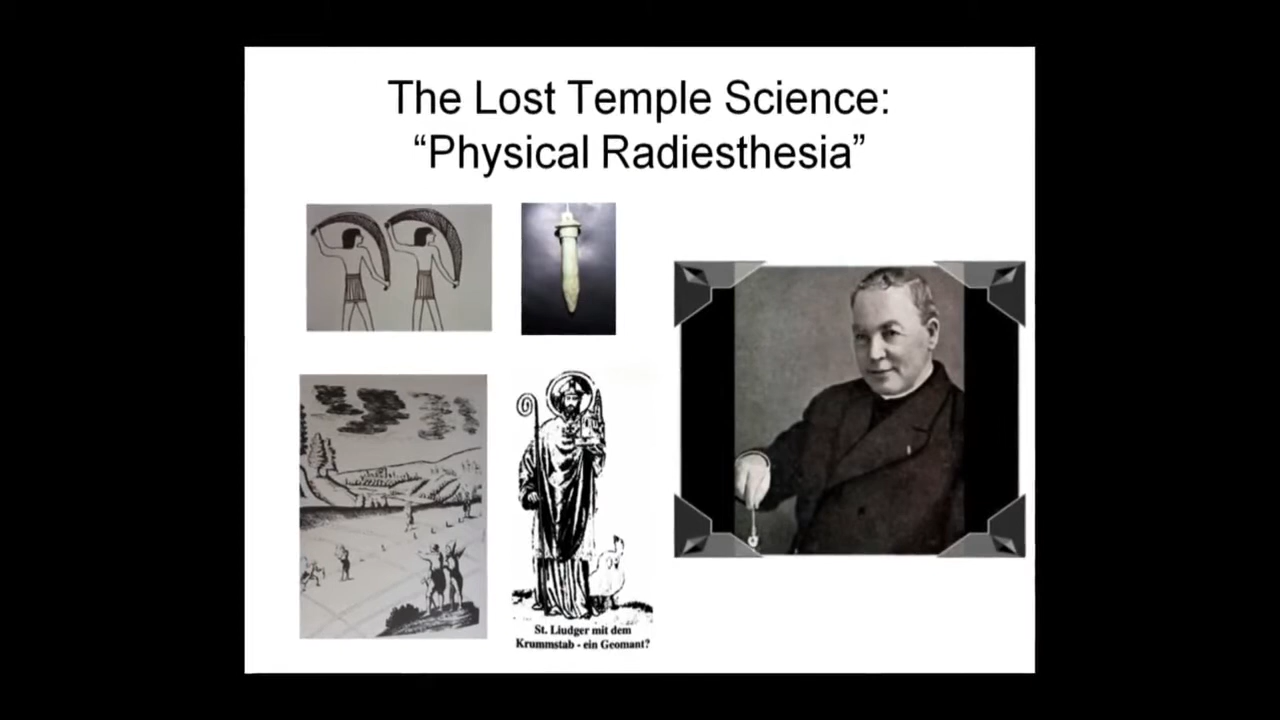 The Lost Temple Science:
“Physical Radiesthesia”
St. Liudger mit dem
Krummstab - ein Geomant?